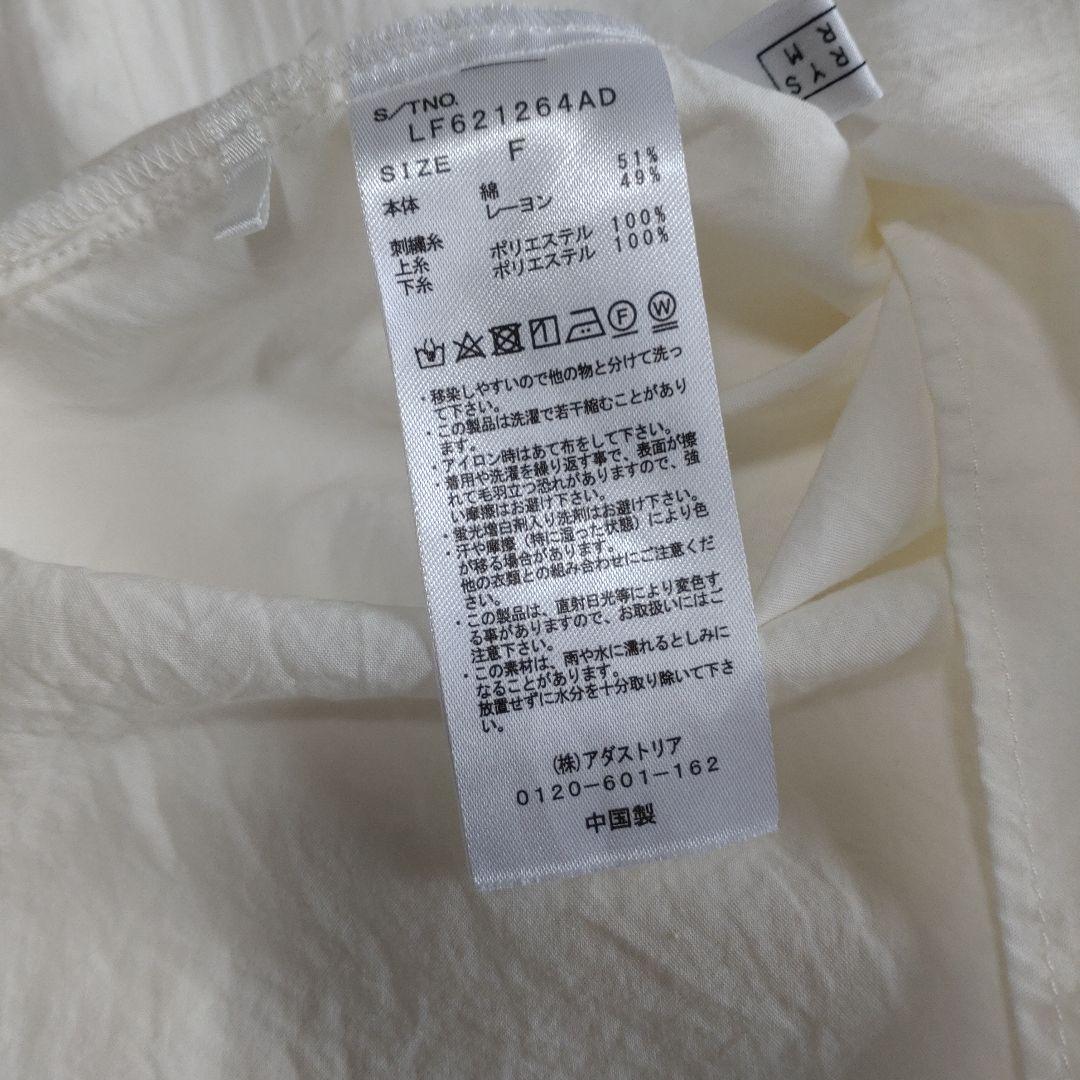 S/TNO.
LF621264AD
SIZE F
本体 綿 51%
レーヨン 49%
刺繍糸
上糸 ポリエステル 100%
下糸 ポリエステル 100%
F W
・移染しやすいので他の物と分けて洗っ
て下さい。
・この製品は洗濯で若干縮むことがあり
ます。
・アイロン時はあて布をして下さい。
・着用や洗濯を繰り返す事で、表面が擦
れて毛羽立つ恐れがありますので、強
い摩擦はお避け下さい。
・蛍光増白剤入り洗剤はお避け下さい。
・汗や摩擦（特に湿った状態）により色
が移る場合があります。
他の衣類との組み合わせにご注意くだ
さい。
・この製品は、直射日光等により変色す
る事がありますので、お取扱いにはご
注意下さい。
・この素材は、雨や水に濡れるとしみに
なることがあります。
放置せずに水分を十分取り除いて下さ
い。
(株)アダストリア
0120-601-162
中国製
RYS
RM